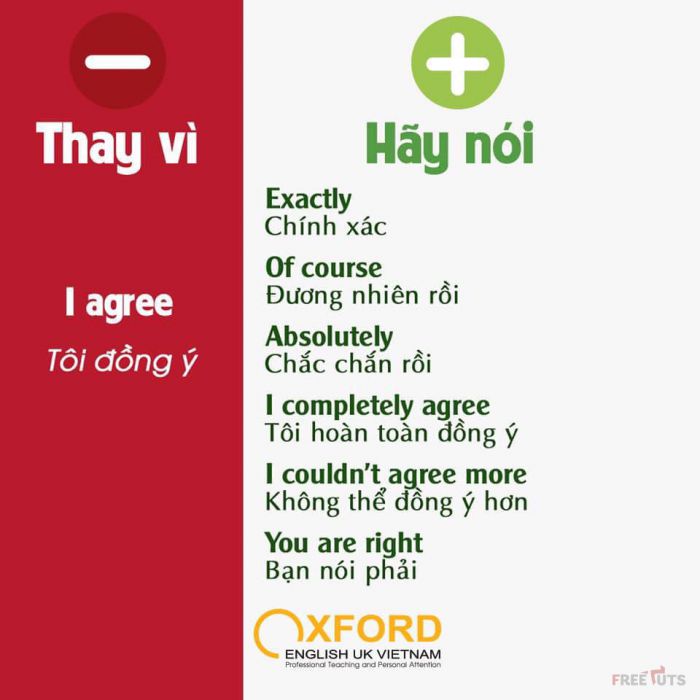 Thay vì
I agree
Tôi đồng ý
Hãy nói
Exactly
Chính xác
Of course
Đương nhiên rồi
Absolutely
Chắc chắn rồi
I completely agree
Tôi hoàn toàn đồng ý
I couldn't agree more
Không thể đồng ý hơn
You are right
Bạn nói phải
OXFORD
ENGLISH UK VIETNAM
Professional Teaching and Personal Attention
FREETUTS